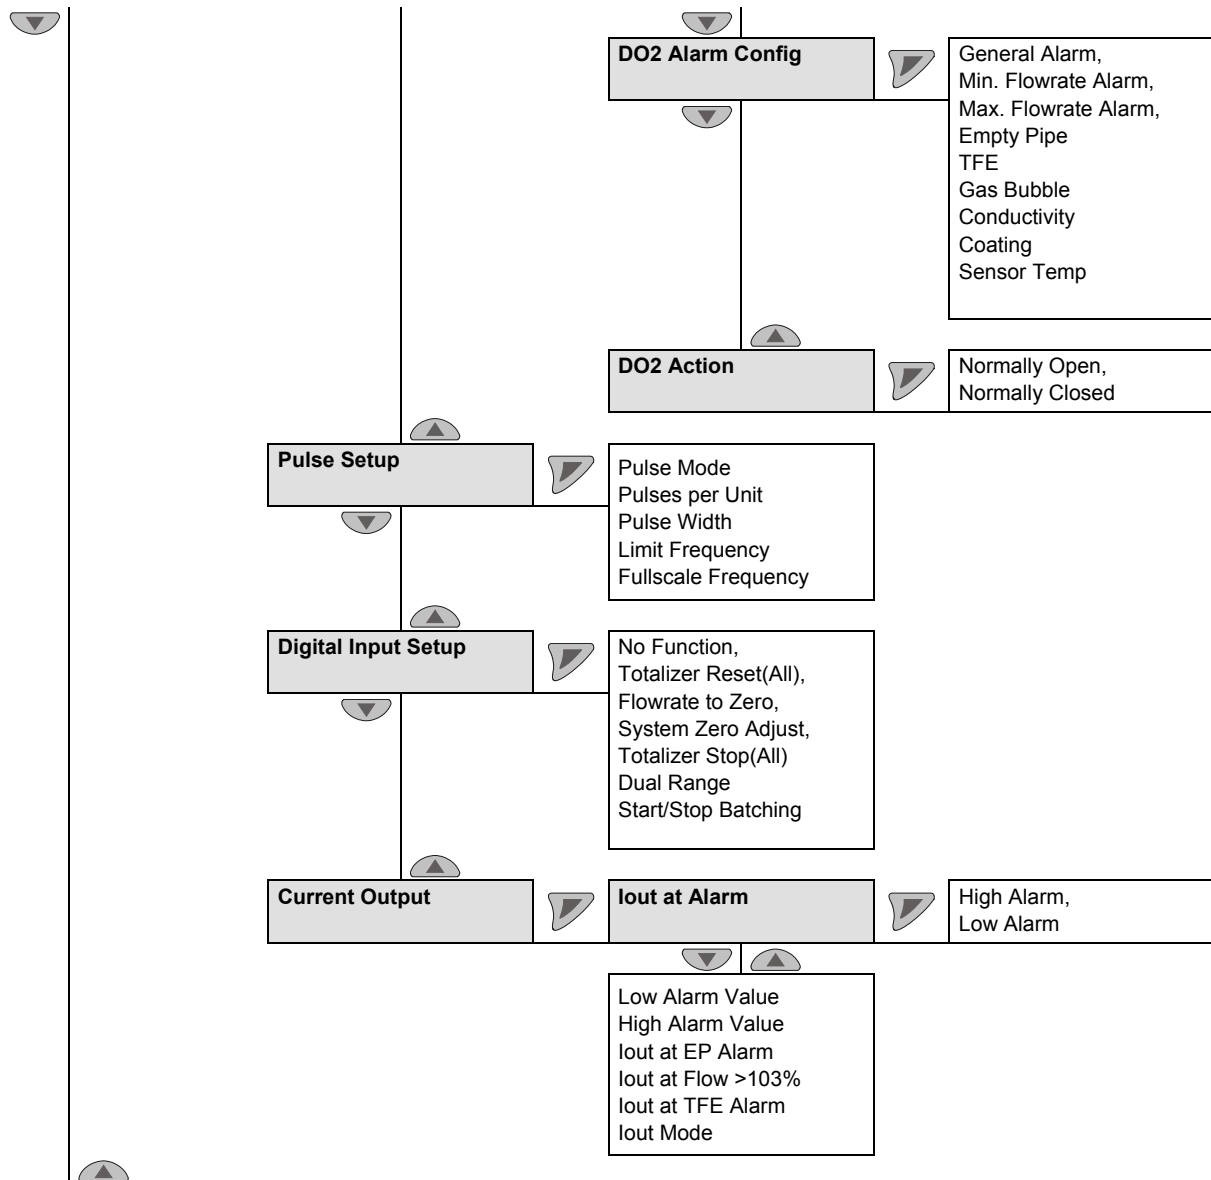 DO2 Alarm Config
General Alarm,
Min. Flowrate Alarm,
Max. Flowrate Alarm,
Empty Pipe
TFE
Gas Bubble
Conductivity
Coating
Sensor Temp
DO2 Action
Normally Open,
Normally Closed
Pulse Setup
Pulse Mode
Pulses per Unit
Pulse Width
Limit Frequency
Fullscale Frequency
Digital Input Setup
No Function,
Totalizer Reset(All),
Flowrate to Zero,
System Zero Adjust,
Totalizer Stop(All)
Dual Range
Start/Stop Batching
Current Output
Iout at Alarm
High Alarm,
Low Alarm
Low Alarm Value
High Alarm Value
Iout at EP Alarm
Iout at Flow >103%
Iout at TFE Alarm
Iout Mode